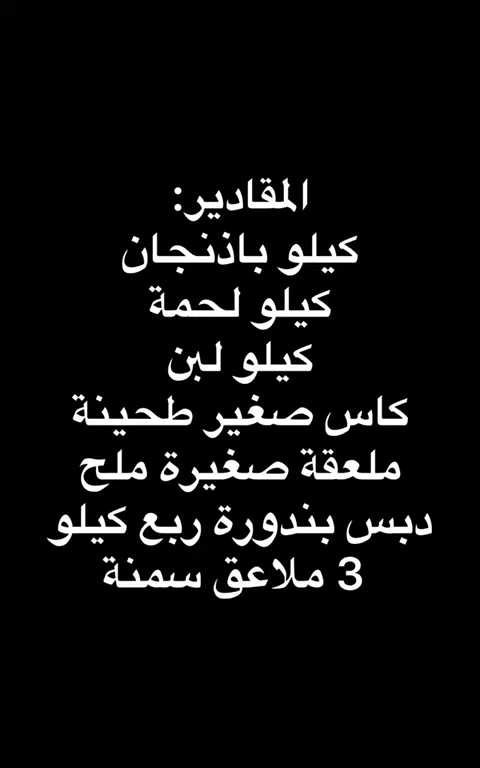 المقادير:
كيلو باذنجان
كيلو لحمة
كيلو لبن
كاس صغير طحينة
ملعقة صغيرة ملح
دبس بندورة ربع كيلو
3 ملاعق سمنة